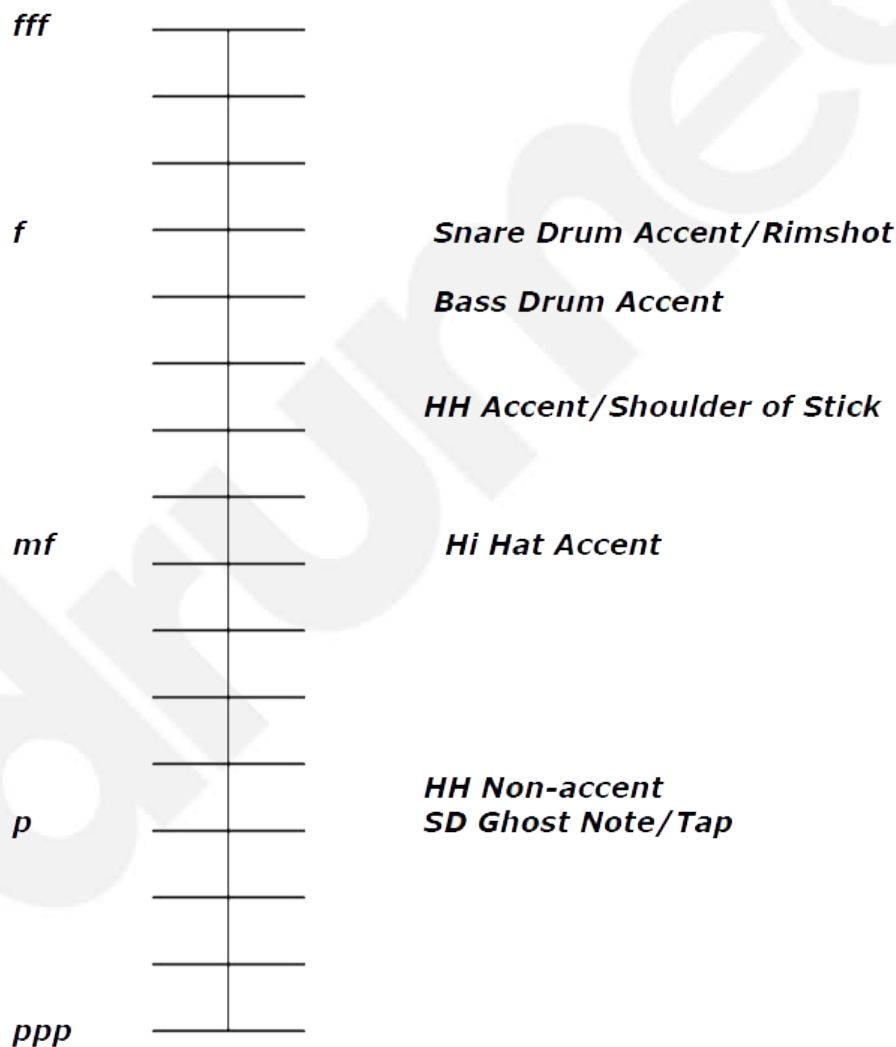 fff
f Snare Drum Accent/Rimshot
Bass Drum Accent
HH Accent/Shoulder of Stick
mf Hi Hat Accent
HH Non-accent
p SD Ghost Note/Tap
ppp
drume